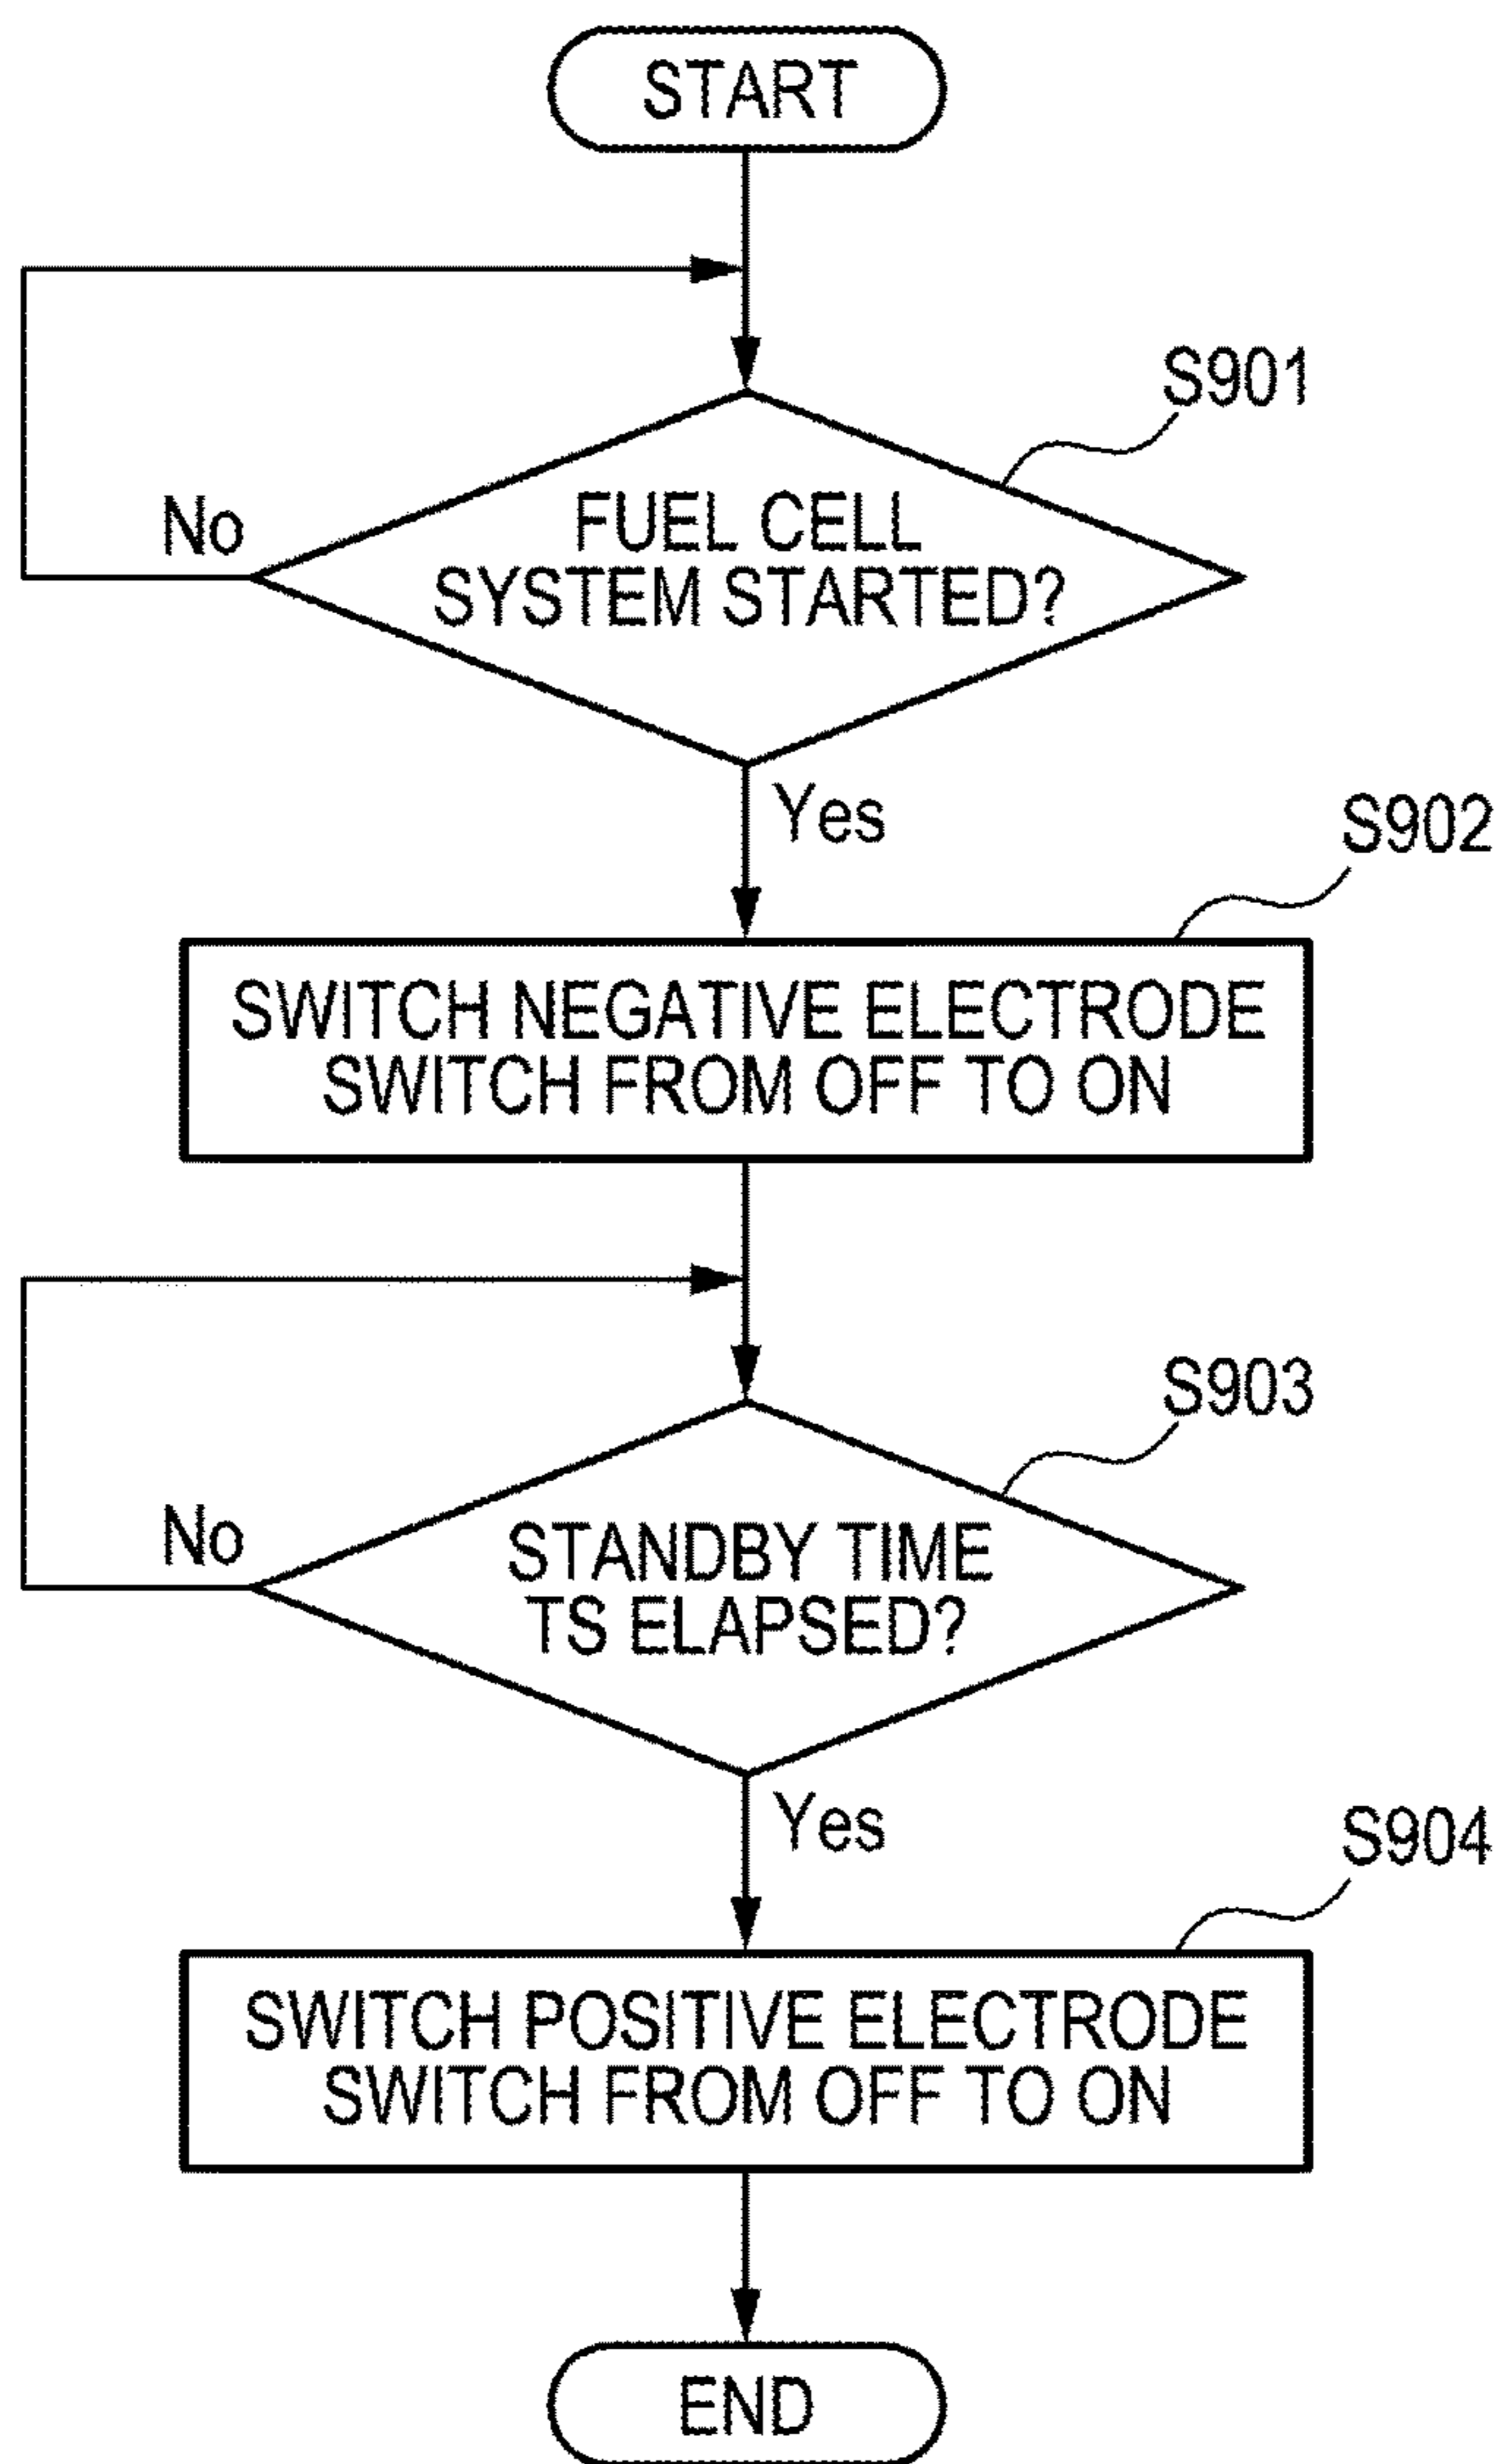 START
S901
FUEL CELL
SYSTEM STARTED?
No
Yes
S902
SWITCH NEGATIVE ELECTRODE
SWITCH FROM OFF TO ON
S903
STANDBY TIME
TS ELAPSED?
No
Yes
S904
SWITCH POSITIVE ELECTRODE
SWITCH FROM OFF TO ON
END